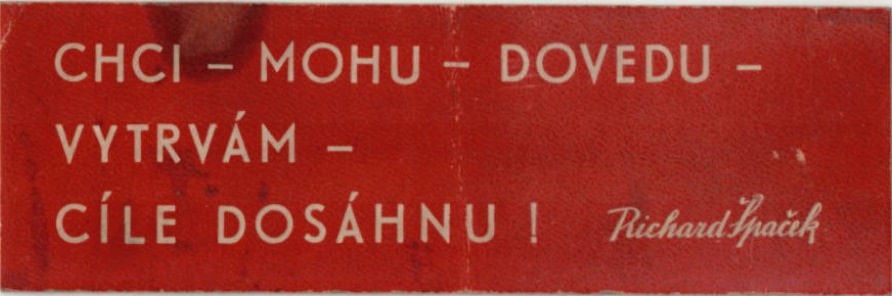 CHCI – MOHU – DOVEDU –
VYTRVÁM –
CÍLE DOSÁHNU !
Richard Špaček